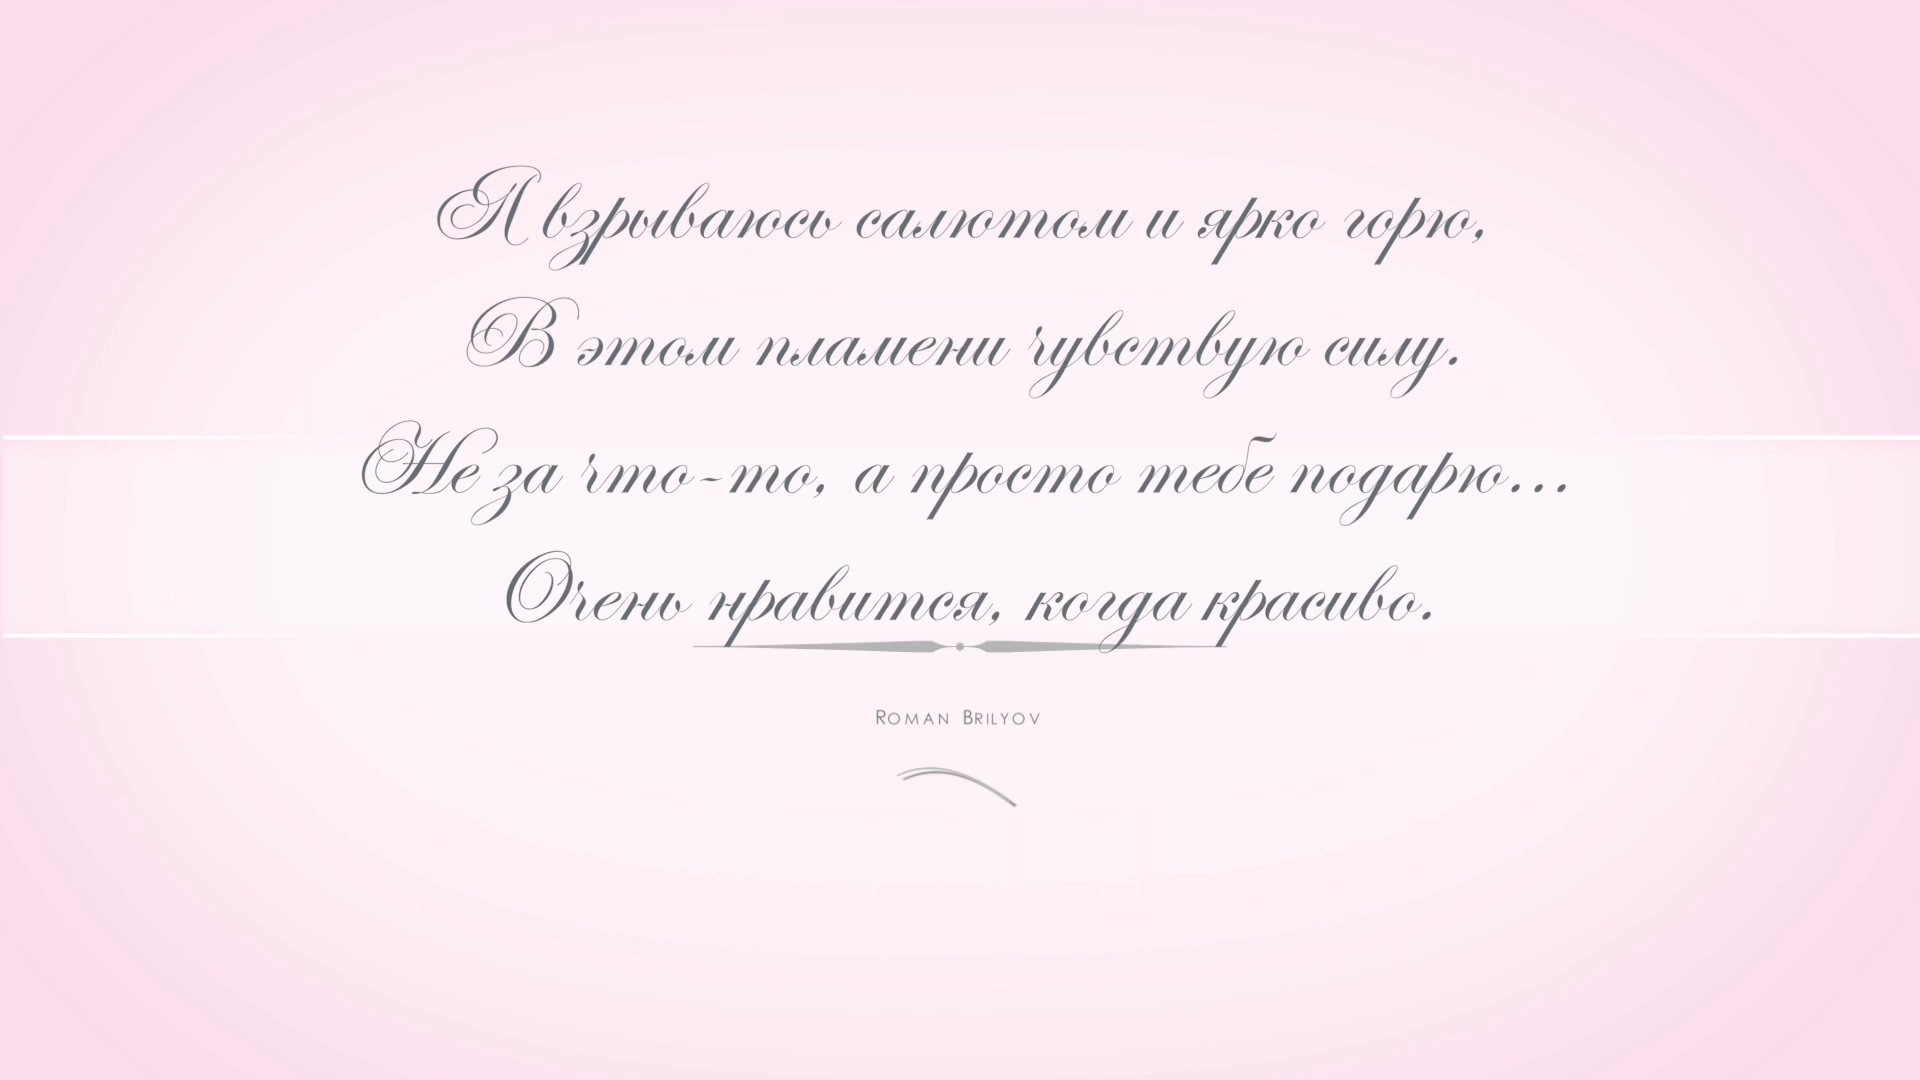 Я взрываюсь салютом и ярко горю,
В этом пламени чувствую силу.
Не за что-то, а просто тебе подарю...
Очень нравится, когда красиво.
Roman Brilyov